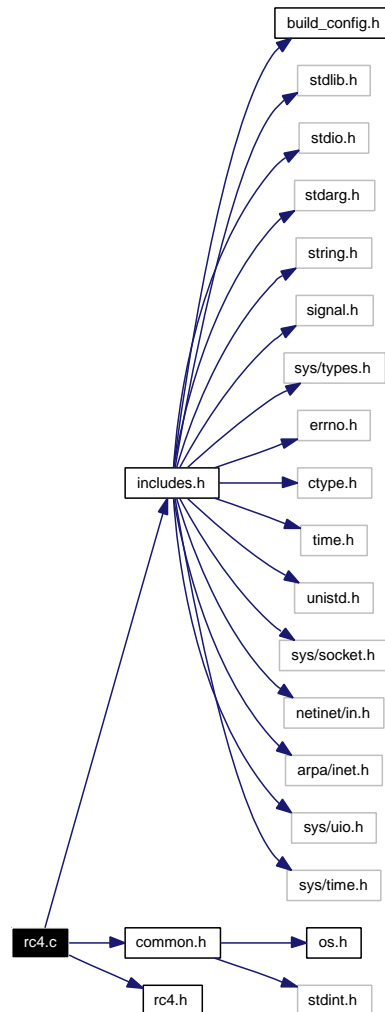 build_config.h
stdlib.h
stdio.h
stdarg.h
string.h
signal.h
sys/types.h
errno.h
includes.h
ctype.h
time.h
unistd.h
sys/socket.h
netinet/in.h
arpa/inet.h
sys/uio.h
sys/time.h
rc4.c
common.h
os.h
rc4.h
stdint.h